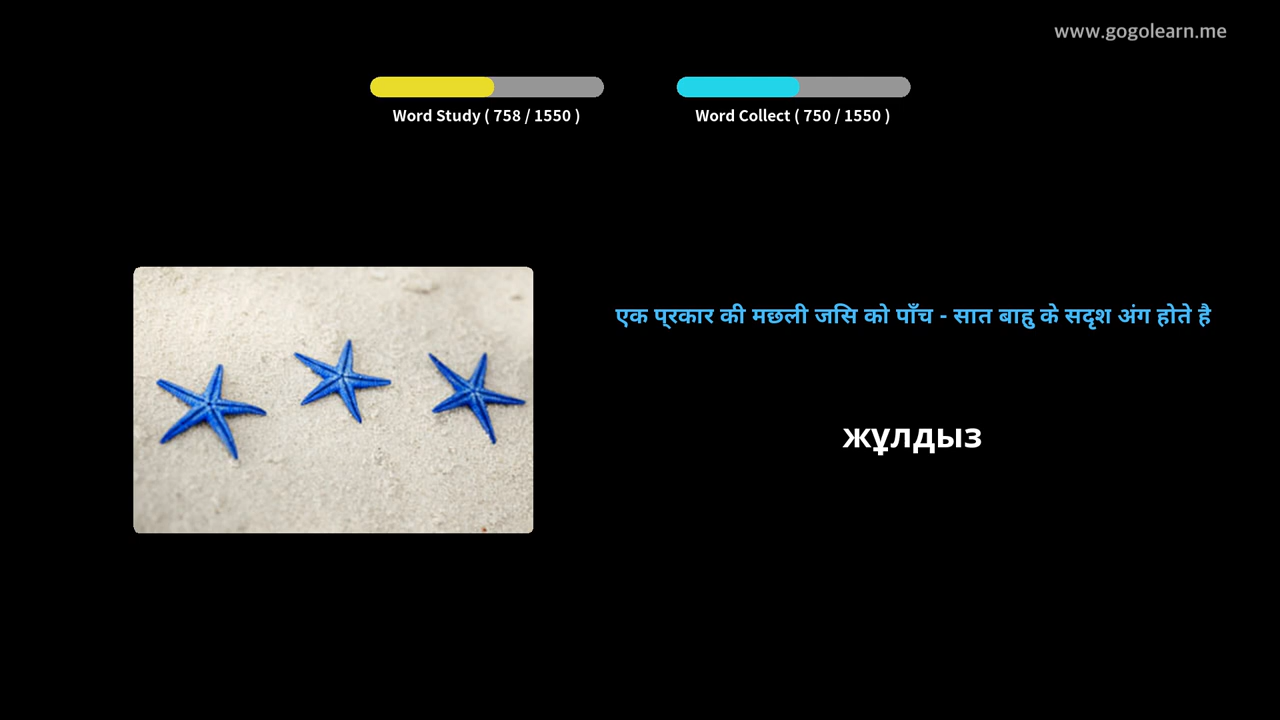 www.gogolearn.me
Word Study ( 758 / 1550 )
Word Collect ( 750 / 1550 )
एक प्रकार की मछली जसि को पाँच - सात बाहु के सदृश अंग होते है
жұлдыз